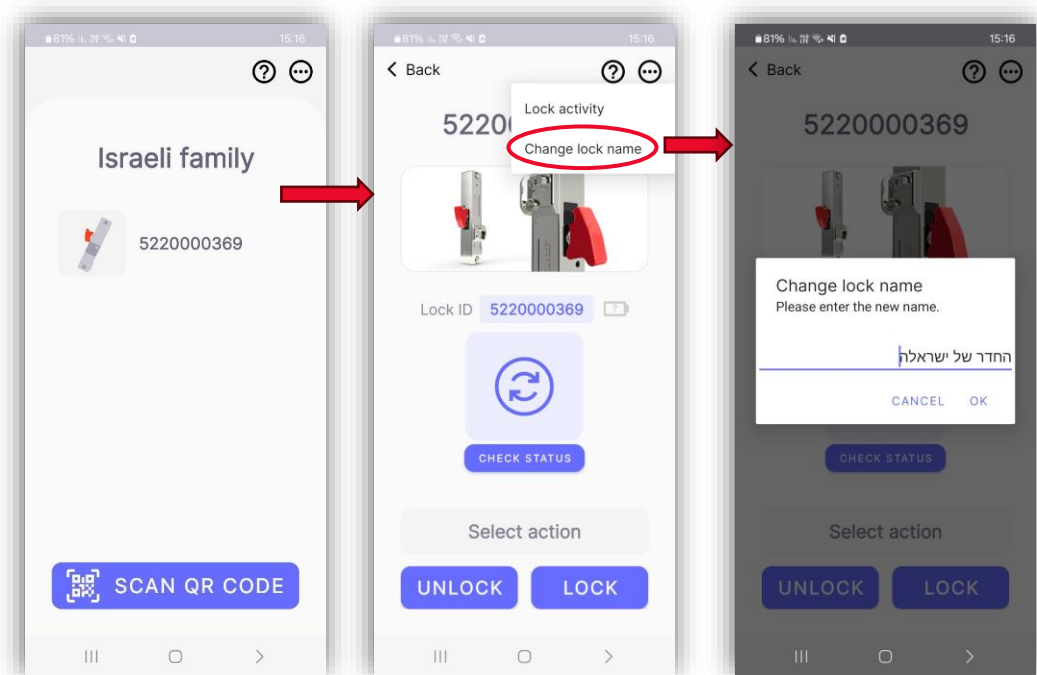 81%
15:16
Israeli family
5220000369
SCAN QR CODE
81%
15:16
Back
5220
Lock activity
Change lock name
Lock ID 5220000369
CHECK STATUS
Select action
UNLOCK LOCK
81%
15:16
Back
5220000369
Change lock name
Please enter the new name.
החדר של ישראלה
CANCEL OK
CHECK STATUS
Select action
UNLOCK LOCK